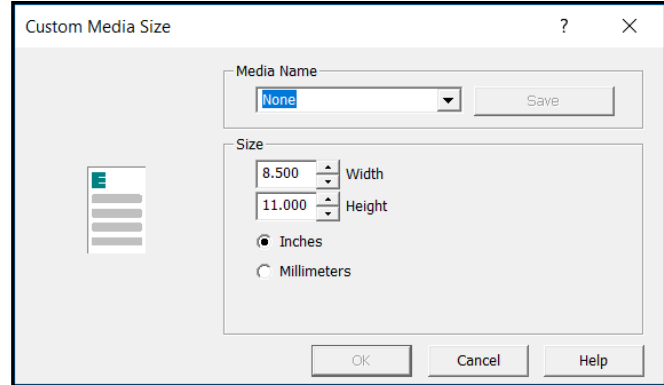 Custom Media Size ?
Media Name
None Save
Size
8.500 Width
11.000 Height
Inches
Millimeters
E
OK Cancel Help